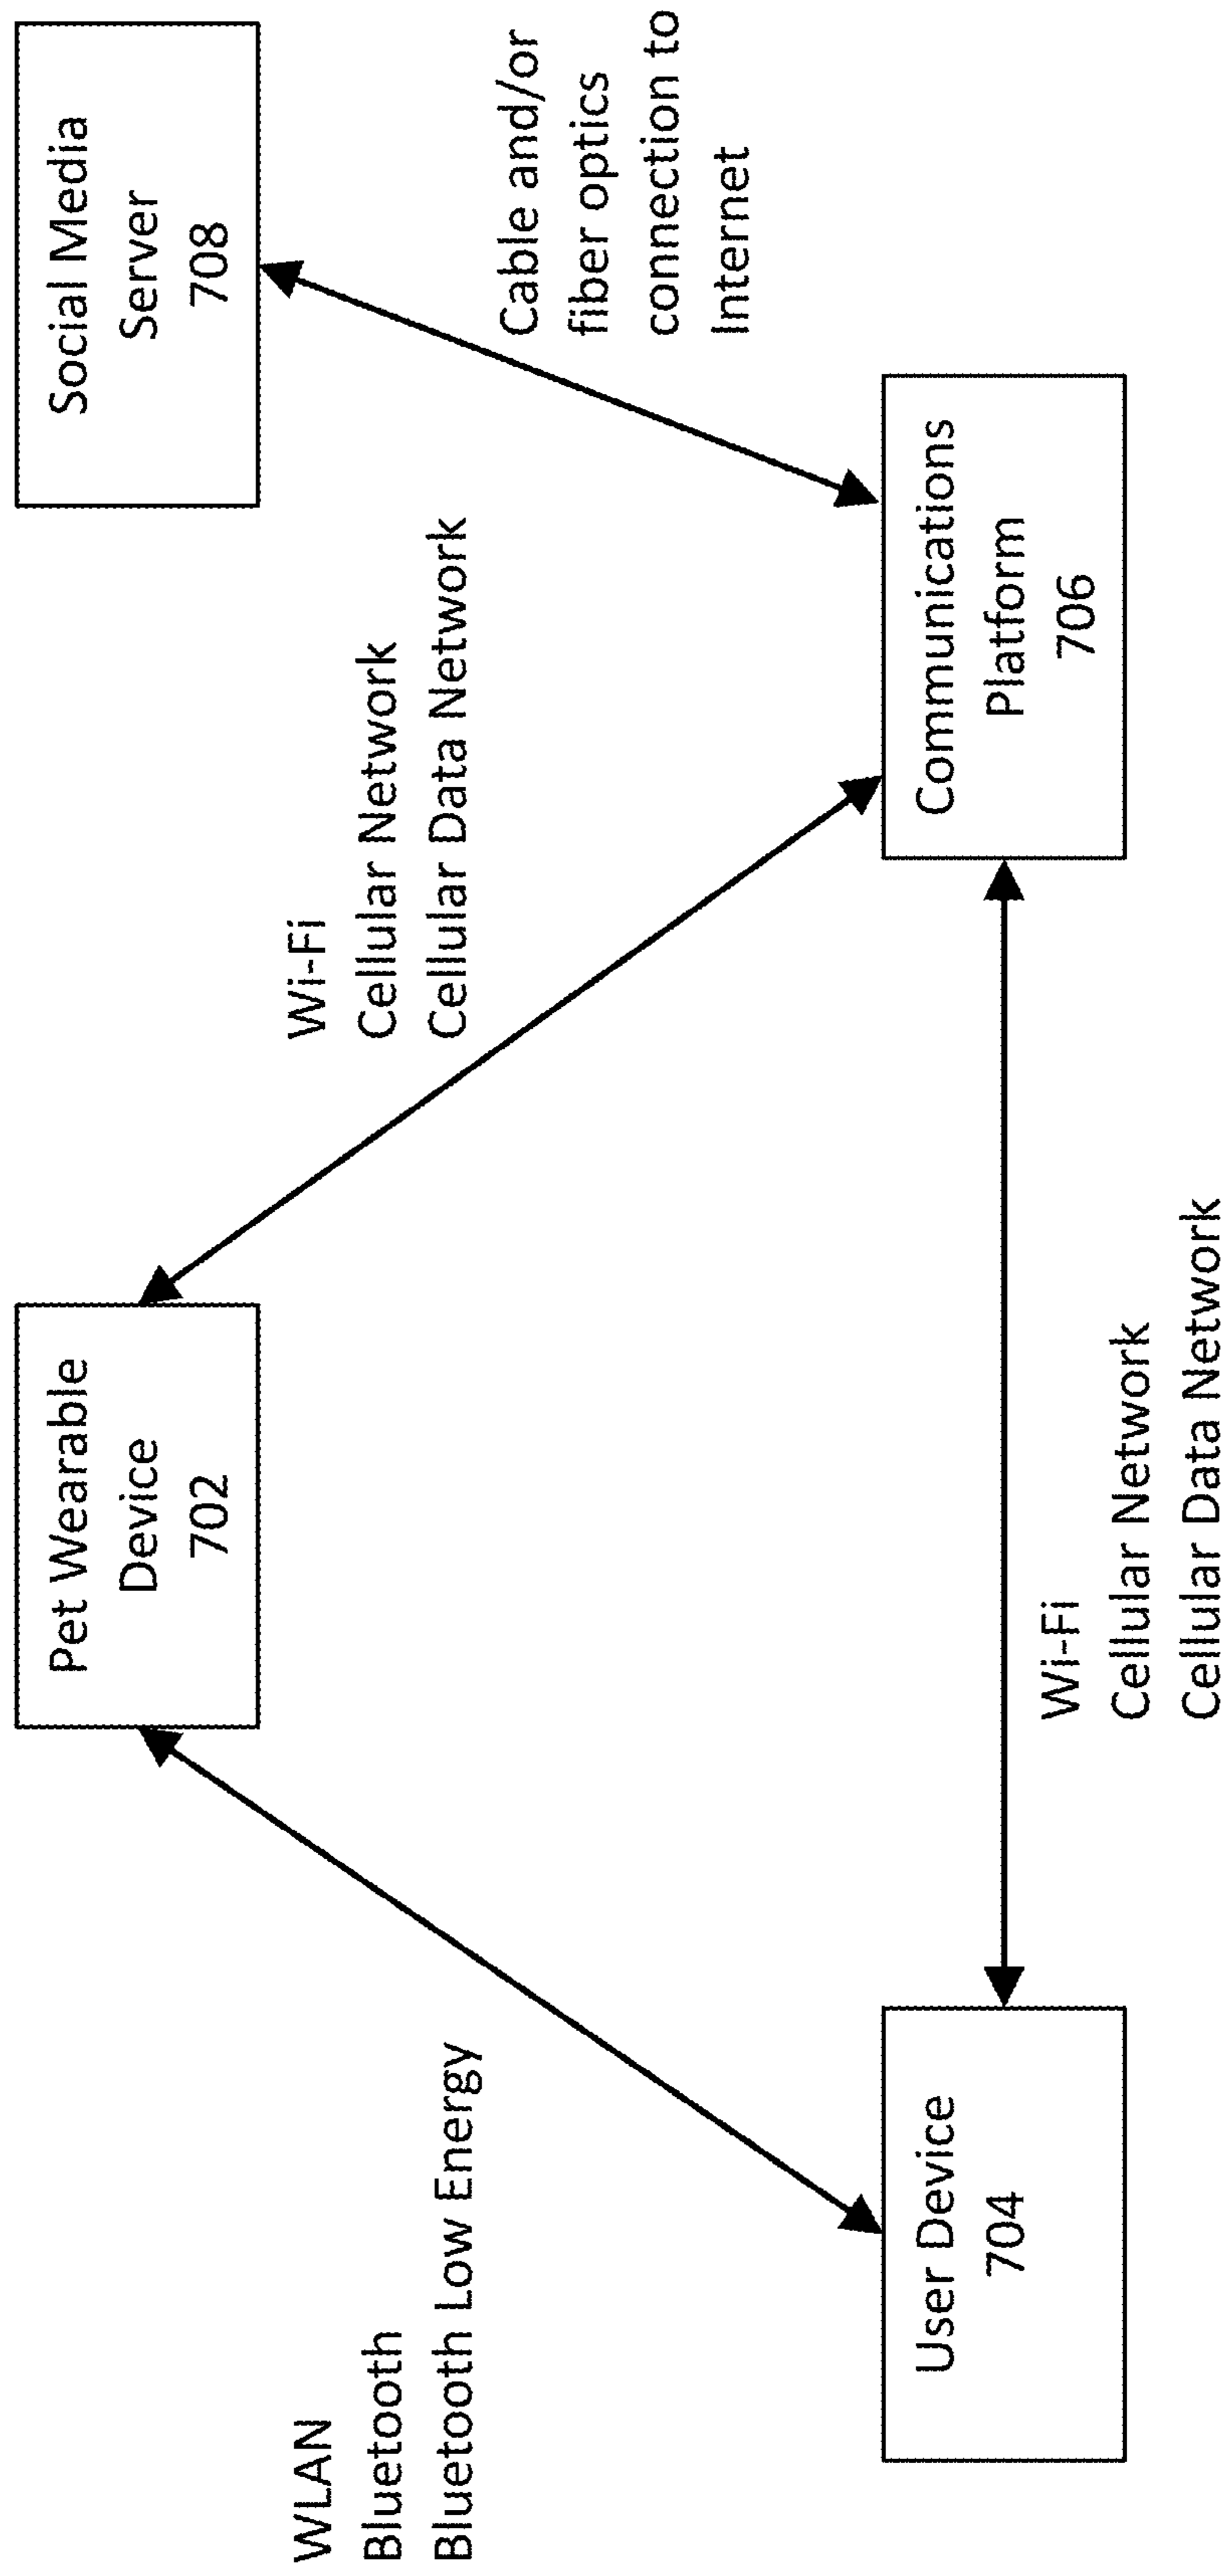 WLAN
Bluetooth
Bluetooth Low Energy
Pet Wearable
Device
702
Wi-Fi
Cellular Network
Cellular Data Network
Social Media
Server
708
Cable and/or
fiber optics
connection to
Internet
User Device
704
Wi-Fi
Cellular Network
Cellular Data Network
Communications
Platform
706